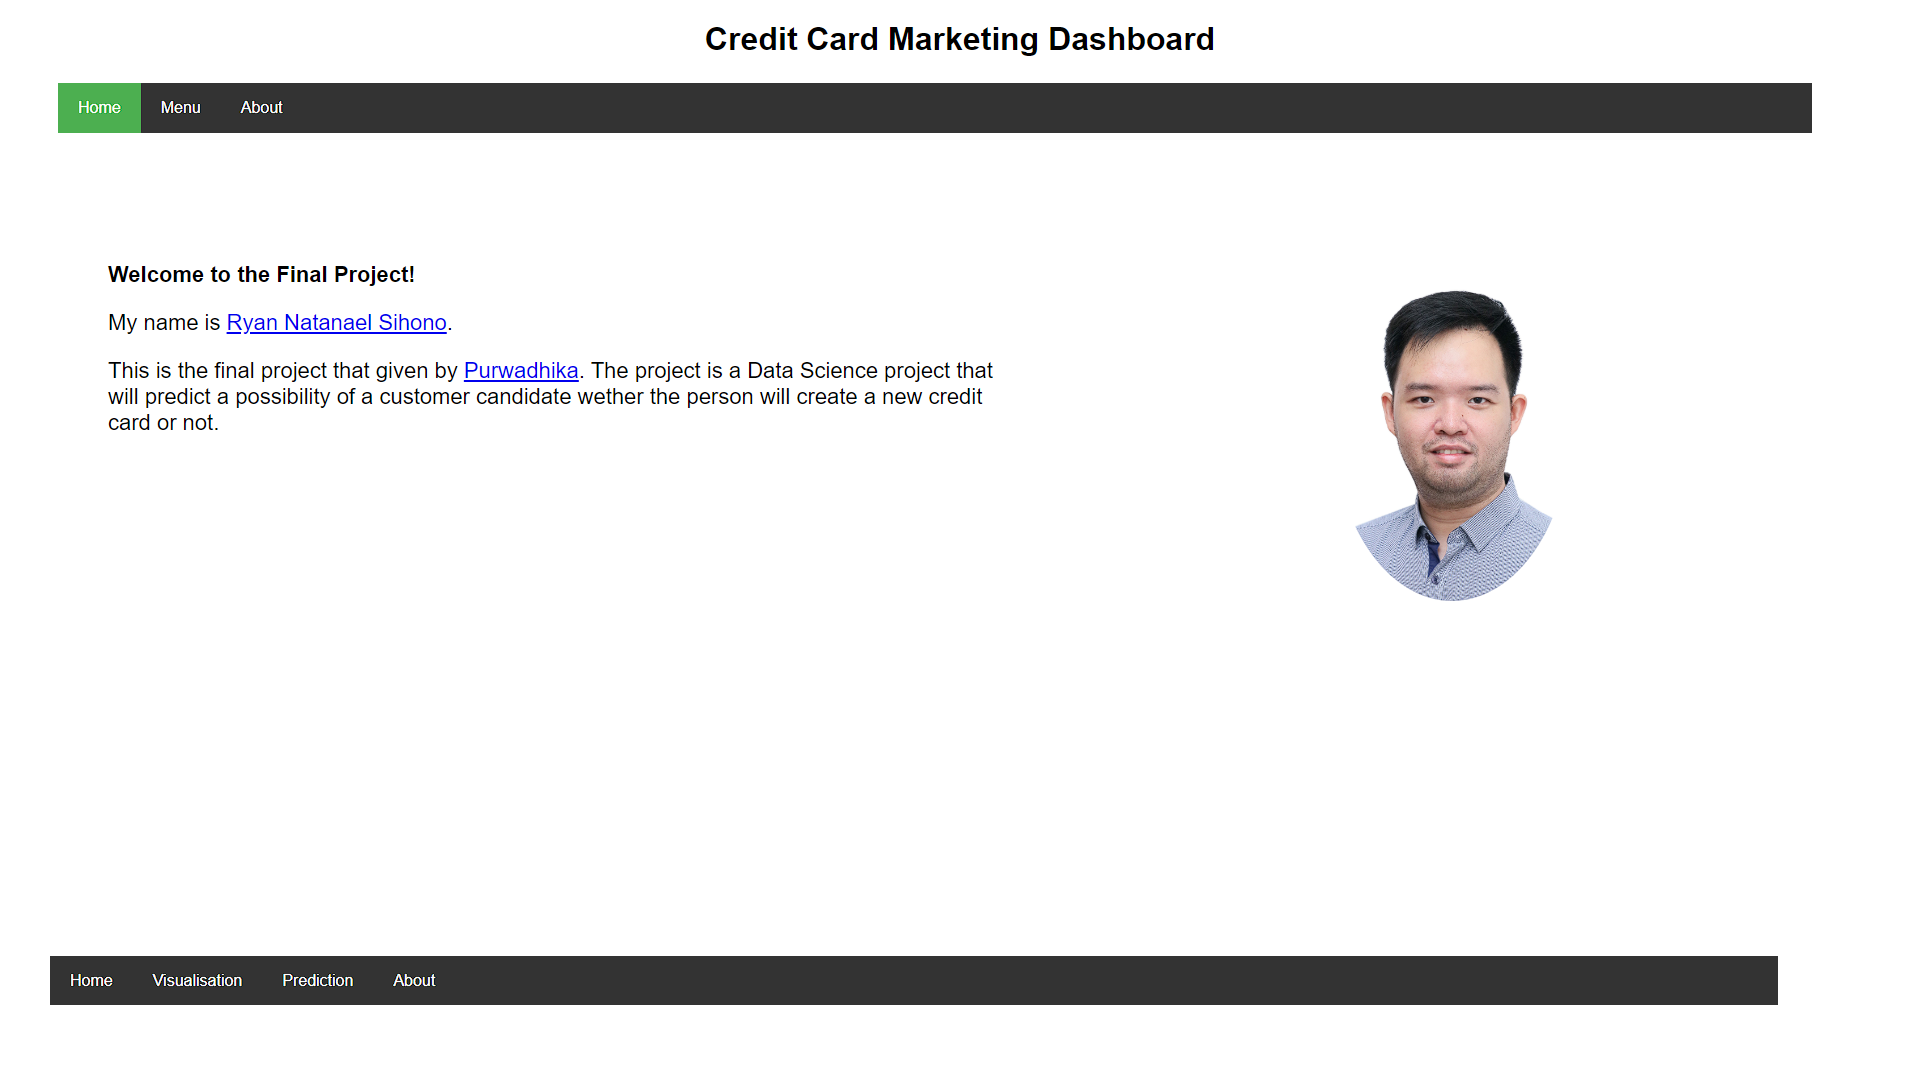 Credit Card Marketing Dashboard
Home Menu About
Welcome to the Final Project!
My name is Ryan Natanael Sihono.
This is the final project that given by Purwadhika. The project is a Data Science project that
will predict a possibility of a customer candidate wether the person will create a new credit
card or not.
Home Visualisation Prediction About